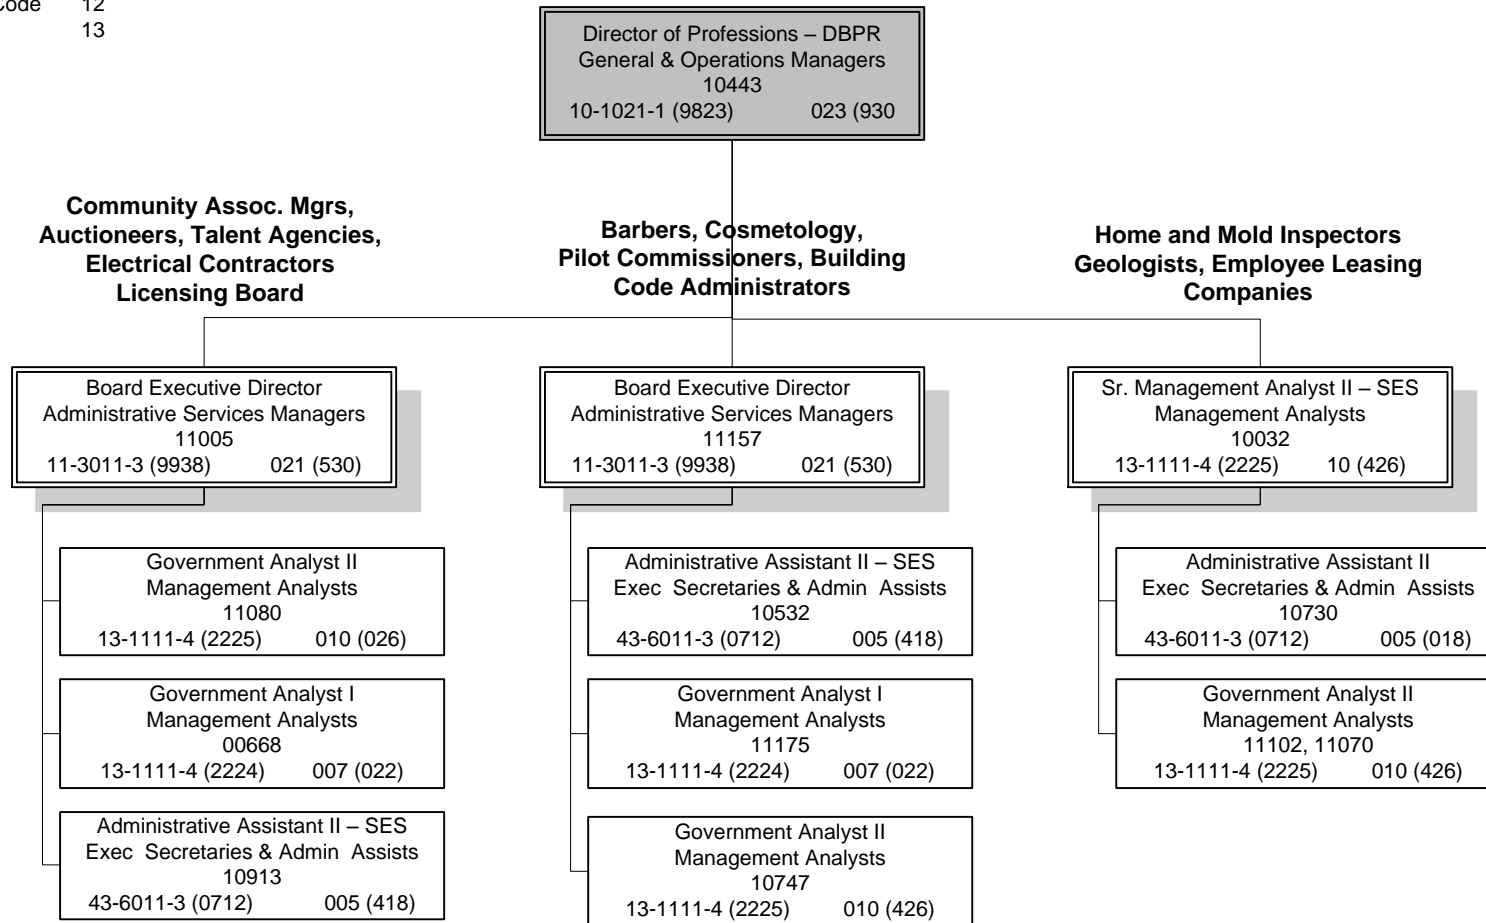 Code 12
13
Director of Professions – DBPR
General & Operations Managers
10443
10-1021-1 (9823) 023 (930
Community Assoc. Mgrs,
Auctioneers, Talent Agencies,
Electrical Contractors
Licensing Board
Barbers, Cosmetology,
Pilot Commissioners, Building
Code Administrators
Home and Mold Inspectors
Geologists, Employee Leasing
Companies
Board Executive Director
Administrative Services Managers
11005
11-3011-3 (9938) 021 (530)
Board Executive Director
Administrative Services Managers
11157
11-3011-3 (9938) 021 (530)
Sr. Management Analyst II – SES
Management Analysts
10032
13-1111-4 (2225) 10 (426)
Government Analyst II
Management Analysts
11080
13-1111-4 (2225) 010 (026)
Administrative Assistant II – SES
Exec Secretaries & Admin Assists
10532
43-6011-3 (0712) 005 (418)
Administrative Assistant II
Exec Secretaries & Admin Assists
10730
43-6011-3 (0712) 005 (018)
Government Analyst I
Management Analysts
00668
13-1111-4 (2224) 007 (022)
Government Analyst I
Management Analysts
11175
13-1111-4 (2224) 007 (022)
Government Analyst II
Management Analysts
11102, 11070
13-1111-4 (2225) 010 (426)
Administrative Assistant II – SES
Exec Secretaries & Admin Assists
10913
43-6011-3 (0712) 005 (418)
Government Analyst II
Management Analysts
10747
13-1111-4 (2225) 010 (426)